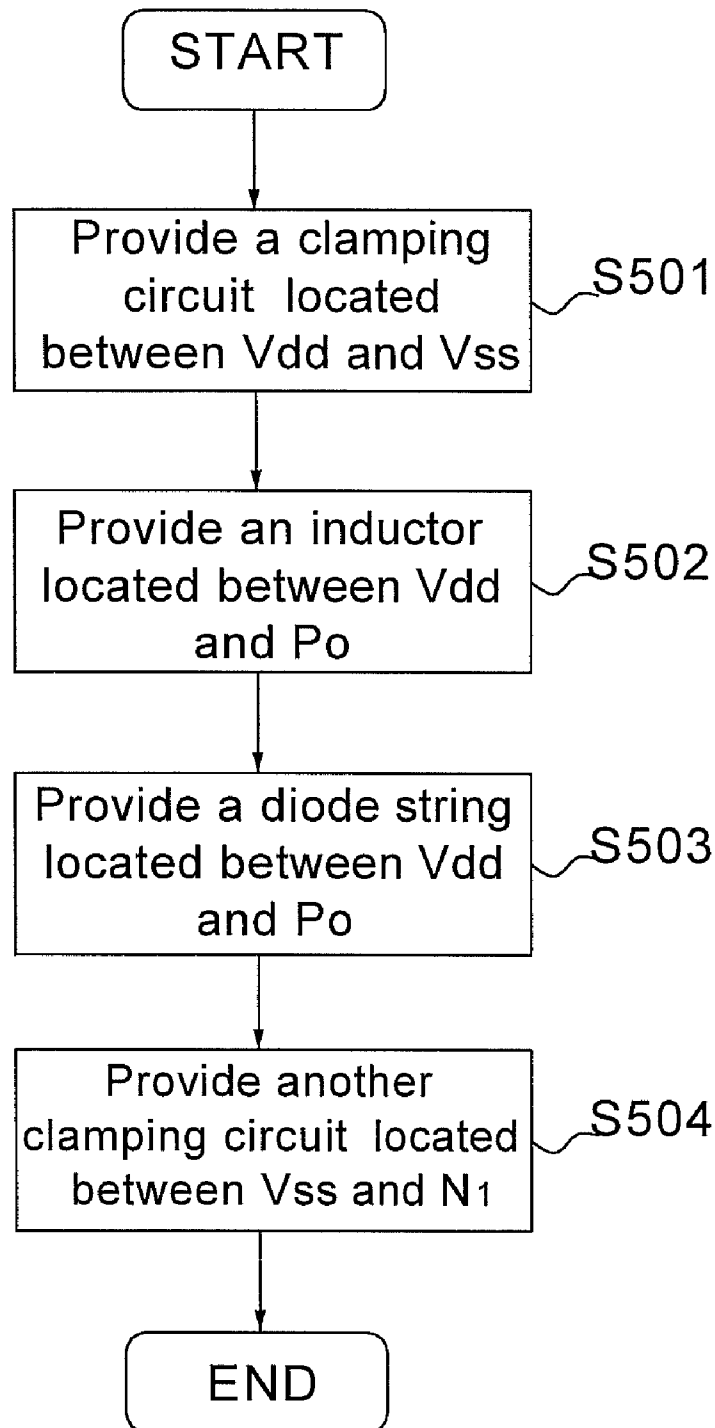 START
Provide a clamping
circuit located
between Vdd and Vss
S501
Provide an inductor
located between Vdd
and Po
S502
Provide a diode string
located between Vdd
and Po
S503
Provide another
clamping circuit located
between Vss and N1
S504
END